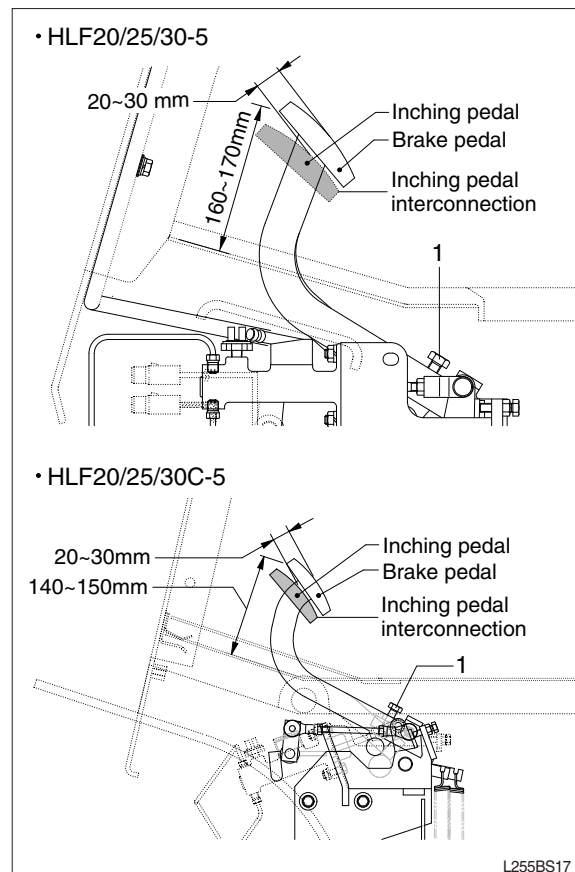 • HLF20/25/30-5
20~30 mm
160~170mm
Inching pedal
Brake pedal
Inching pedal
interconnection
1
• HLF20/25/30C-5
20~30mm
140~150mm
Inching pedal
Brake pedal
Inching pedal
interconnection
1
L255BS17